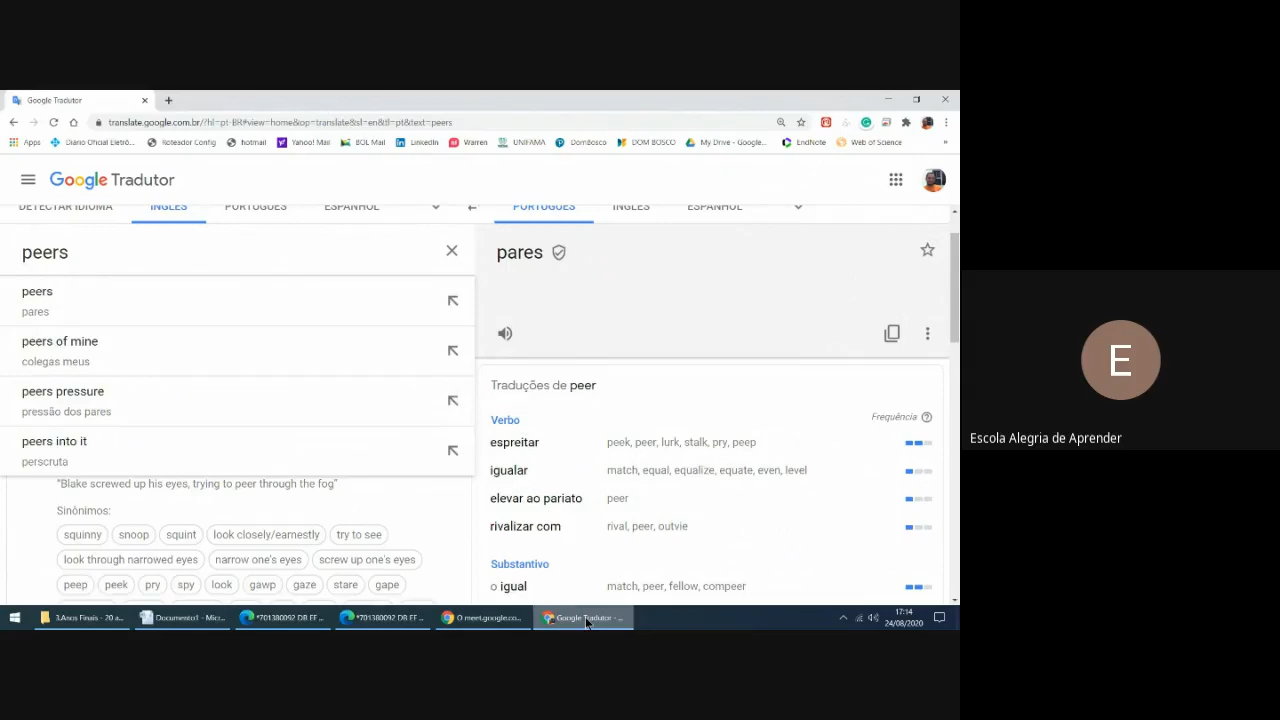 Google Tradutor
translate.google.com.br/?hl=pt-BR#view=home&op=translate&sl=en&tl=pt&text=peers
Apps Diario Oficial Eletrô... Roteador Config hotmail Yahoo! Mail BOL Mail LinkedIn Warren UNIFAMA DomBosco DOM BOSCO My Drive - Google... EndNote Web of Science »
Google Tradutor
DETECTAR IDIOMA INGLÊS PORTUGUÊS ESPANHOL PORTUGUÊS INGLÊS ESPANHOL
peers
pares
peers
pares
peers of mine
colegas meus
peers pressure
pressão dos pares
peers into it
perscruta
"Blake screwed up his eyes, trying to peer through the fog"
Sinônimos:
squinny snoop squint look closely/earnestly try to see
look through narrowed eyes narrow one's eyes screw up one's eyes
peep peek pry spy look gawp gaze stare gape
Traduções de peer
Frequência
Verbo
espreitar peek, peer, lurk, stalk, pry, peep
igualar match, equal, equalize, equate, even, level
elevar ao pariato peer
rivalizar com rival, peer, outvie
Substantivo
o igual match, peer, fellow, compeer
3.Anos Finais - 20 a... Documento1 - Micr... *701380092 DB EF ... *701380092 DB EF ... O meet.google.co... Google Tradutor - ...
17:14
24/08/2020
E
Escola Alegria de Aprender